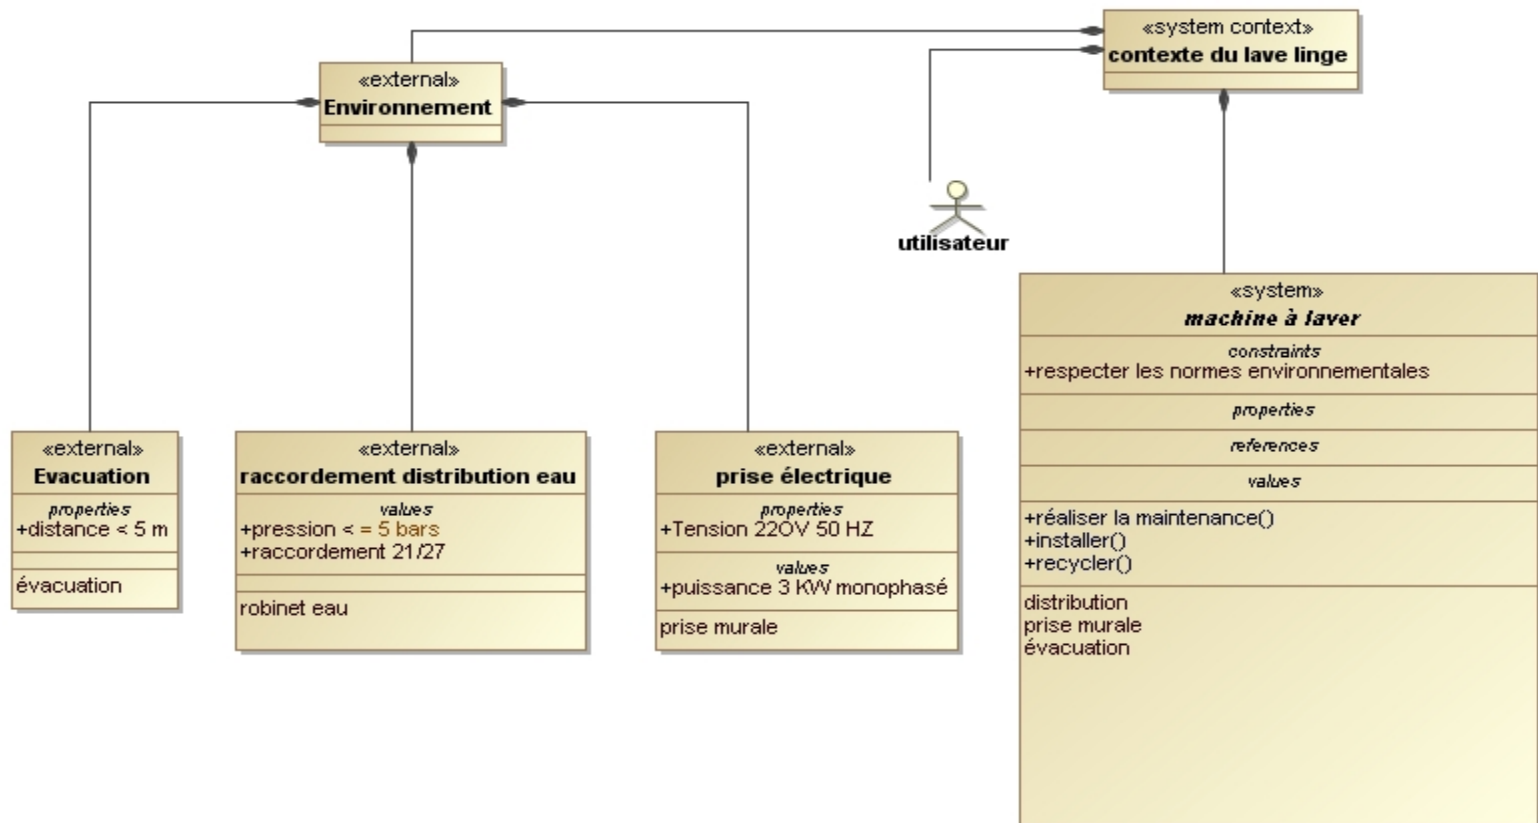 «system context»
contexte du lave linge
«external»
Environnement
utilisateur
«system»
machine à laver
constraints
+respecter les normes environnementales
properties
references
values
+réaliser la maintenance()
+installer()
+recycler()
distribution
prise murale
évacuation
«external»
Evacuation
properties
+distance < 5 m
évacuation
«external»
raccordement distribution eau
values
+pression < = 5 bars
+raccordement 21/27
robinet eau
«external»
prise électrique
properties
+Tension 22OV 50 HZ
values
+puissance 3 KW monophasé
prise murale